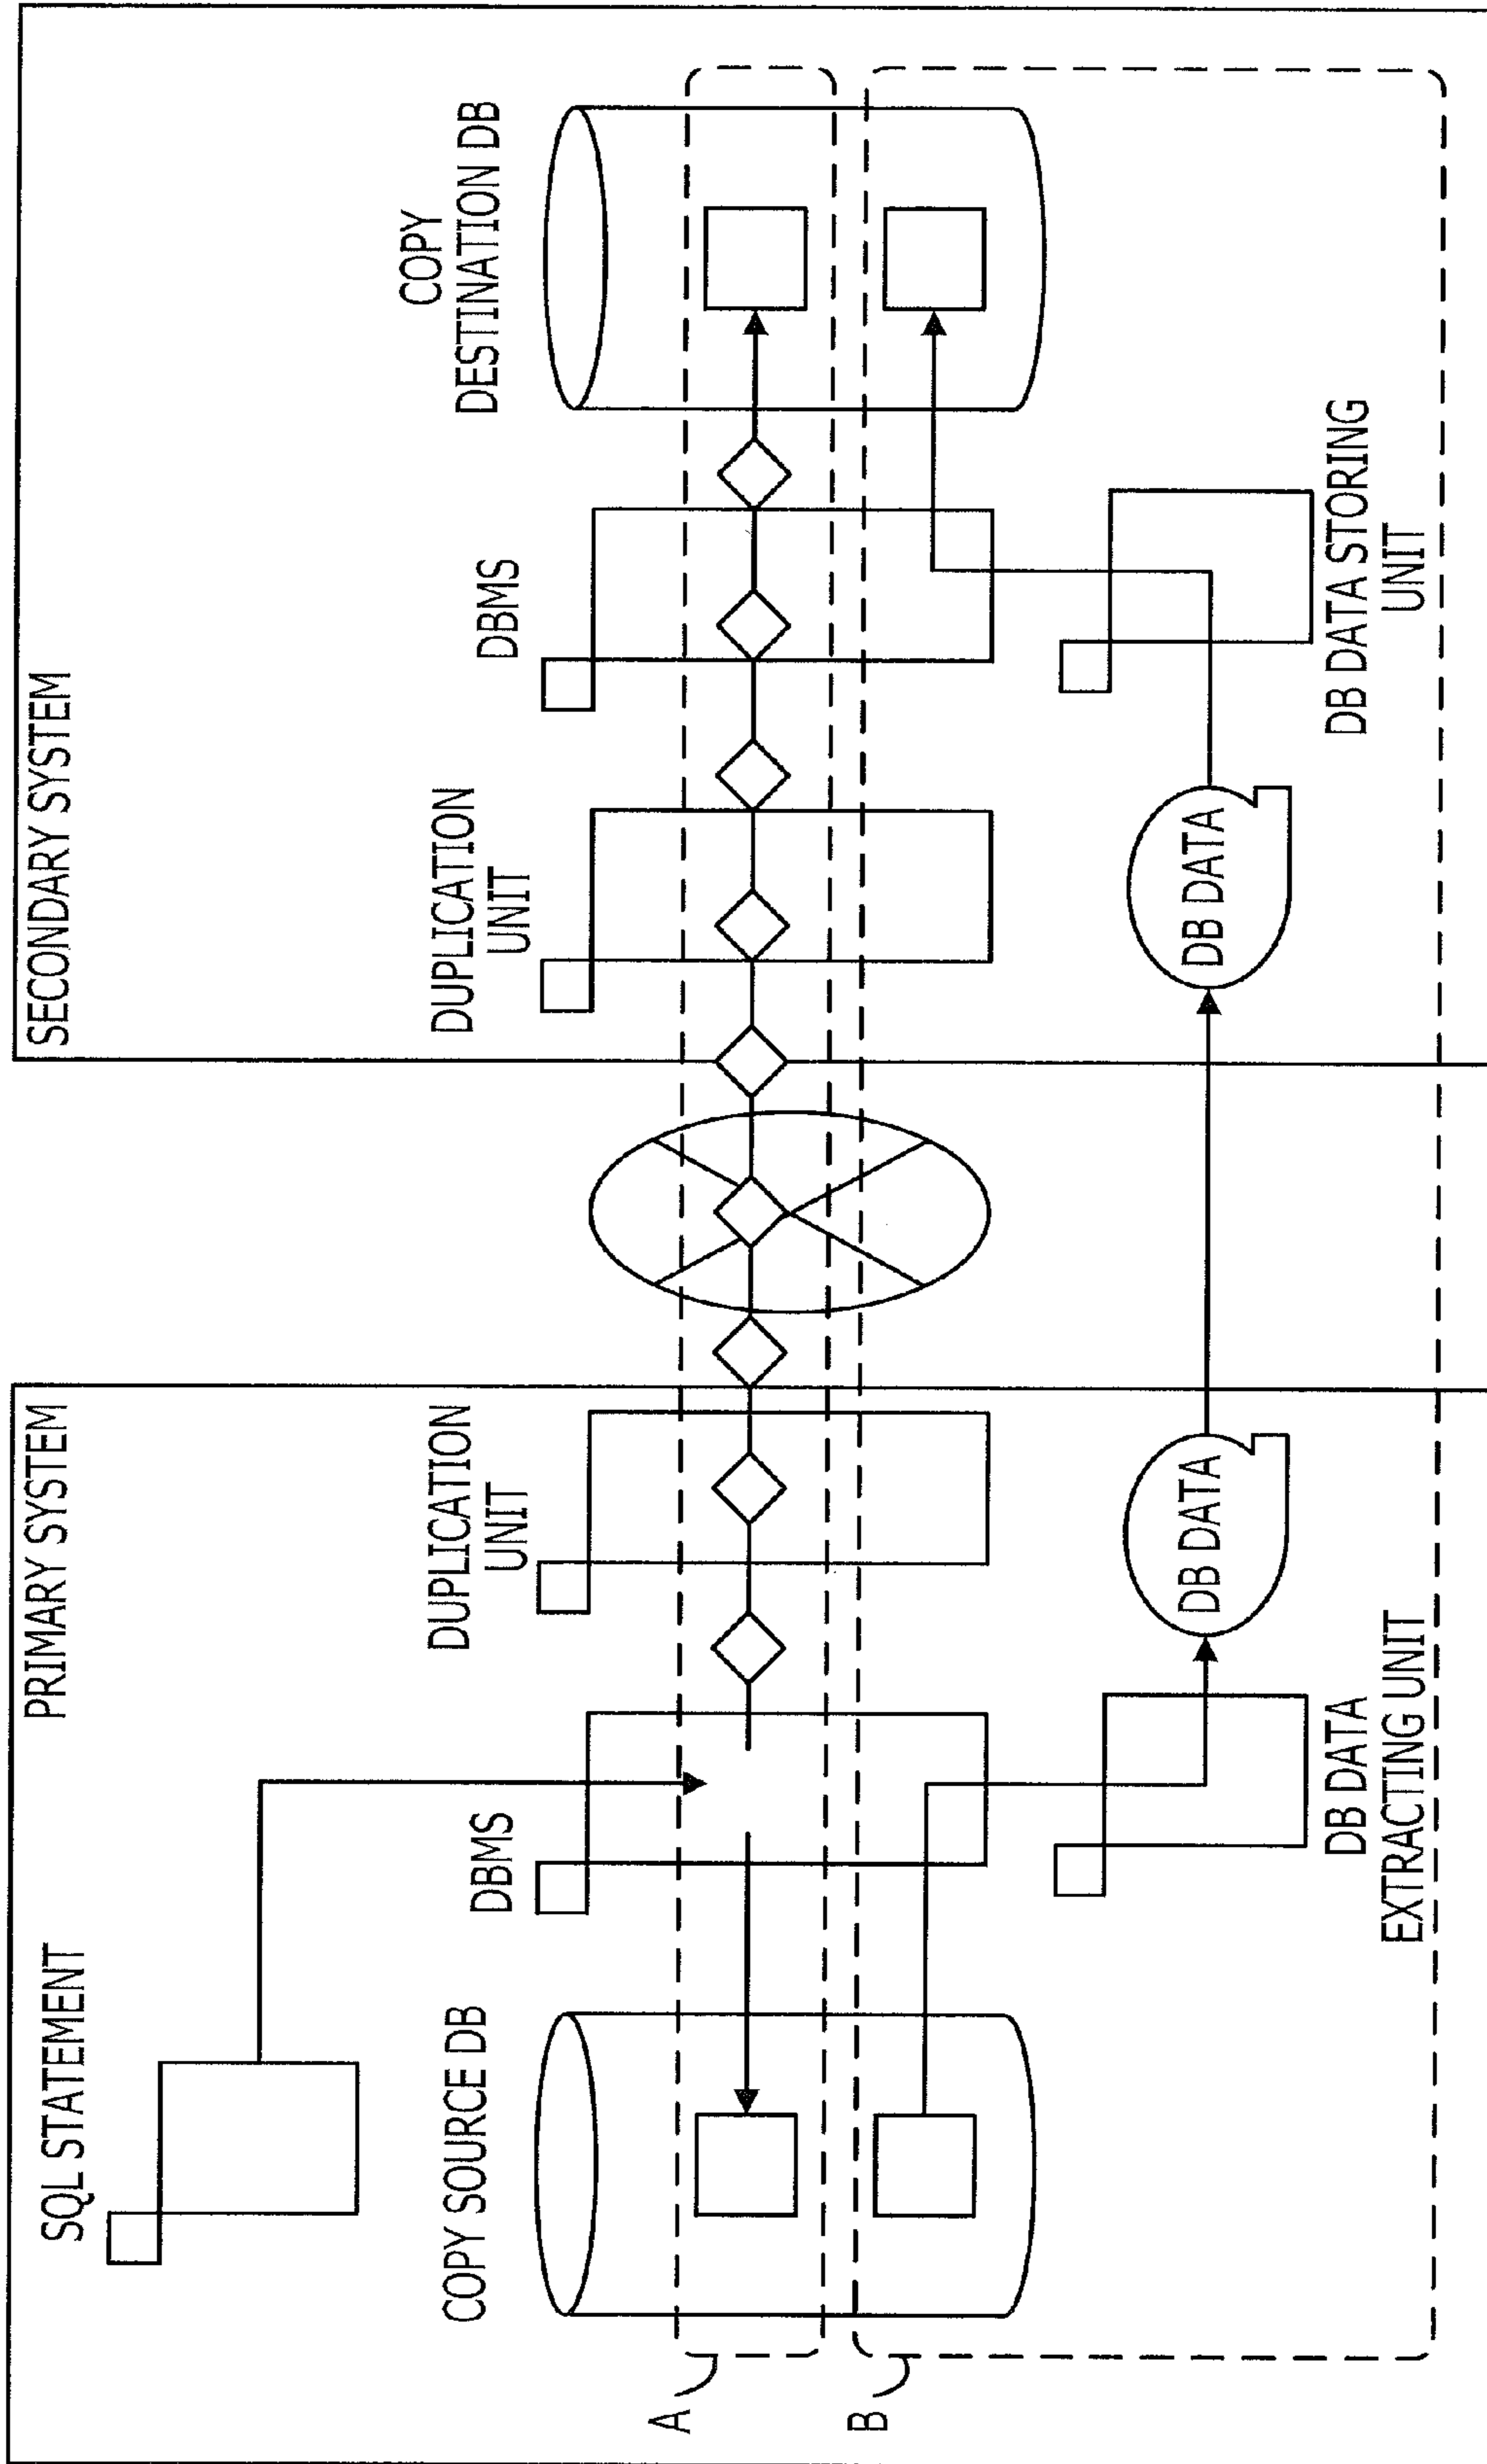 PRIMARY SYSTEM
SQL STATEMENT
COPY SOURCE DB
DBMS
DUPLICATION
UNIT
A
B
DB DATA
EXTRACTING UNIT
DB DATA
SECONDARY SYSTEM
DUPLICATION
UNIT
DBMS
COPY
DESTINATION DB
DB DATA
DB DATA STORING
UNIT